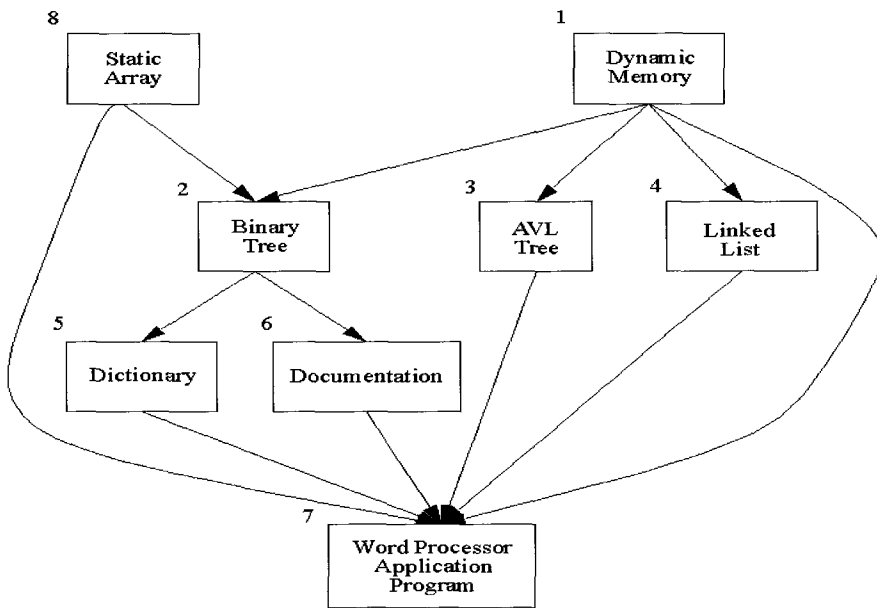 8
Static
Array
1
Dynamic
Memory
2
Binary
Tree
3
AVL
Tree
4
Linked
List
5
Dictionary
6
Documentation
7
Word Processor
Application
Program